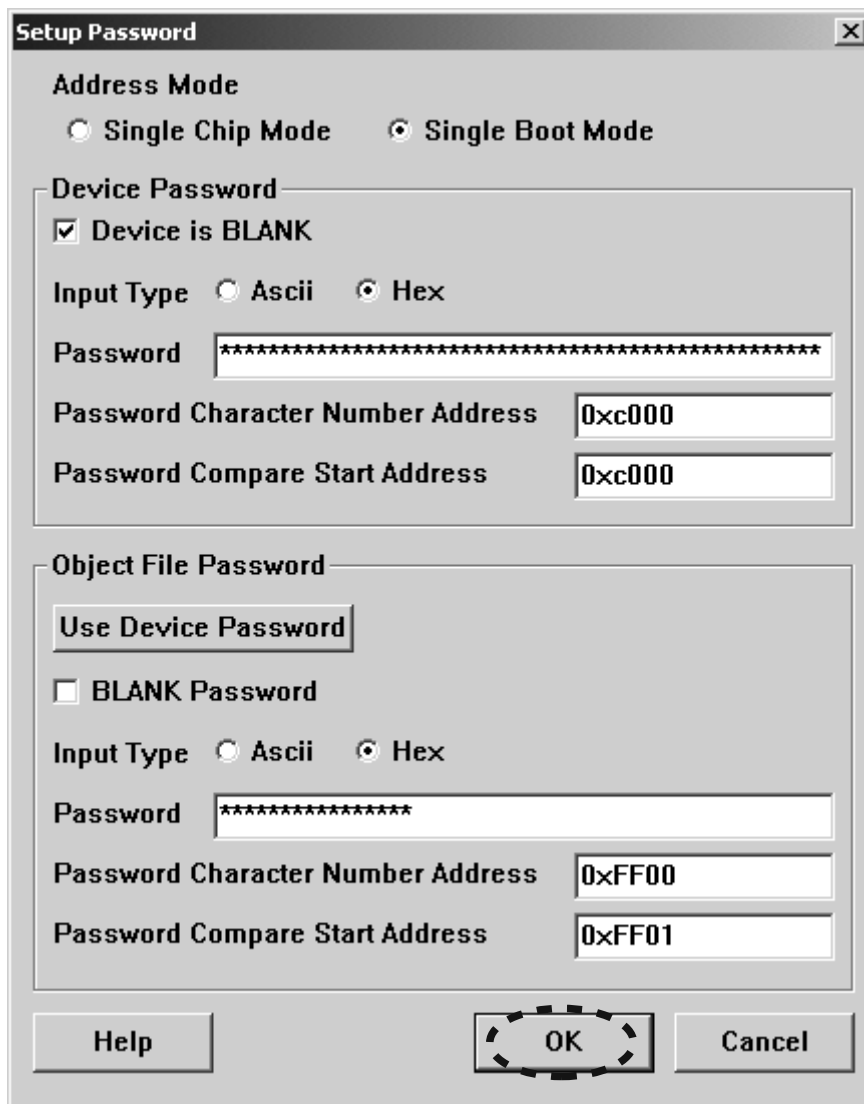 Setup Password
Address Mode
Single Chip Mode Single Boot Mode
Device Password
Device is BLANK
Input Type Ascii Hex
Password **************************************************
Password Character Number Address 0xc000
Password Compare Start Address 0xc000
Object File Password
Use Device Password
BLANK Password
Input Type Ascii Hex
Password ****************
Password Character Number Address 0xFF00
Password Compare Start Address 0xFF01
Help OK Cancel